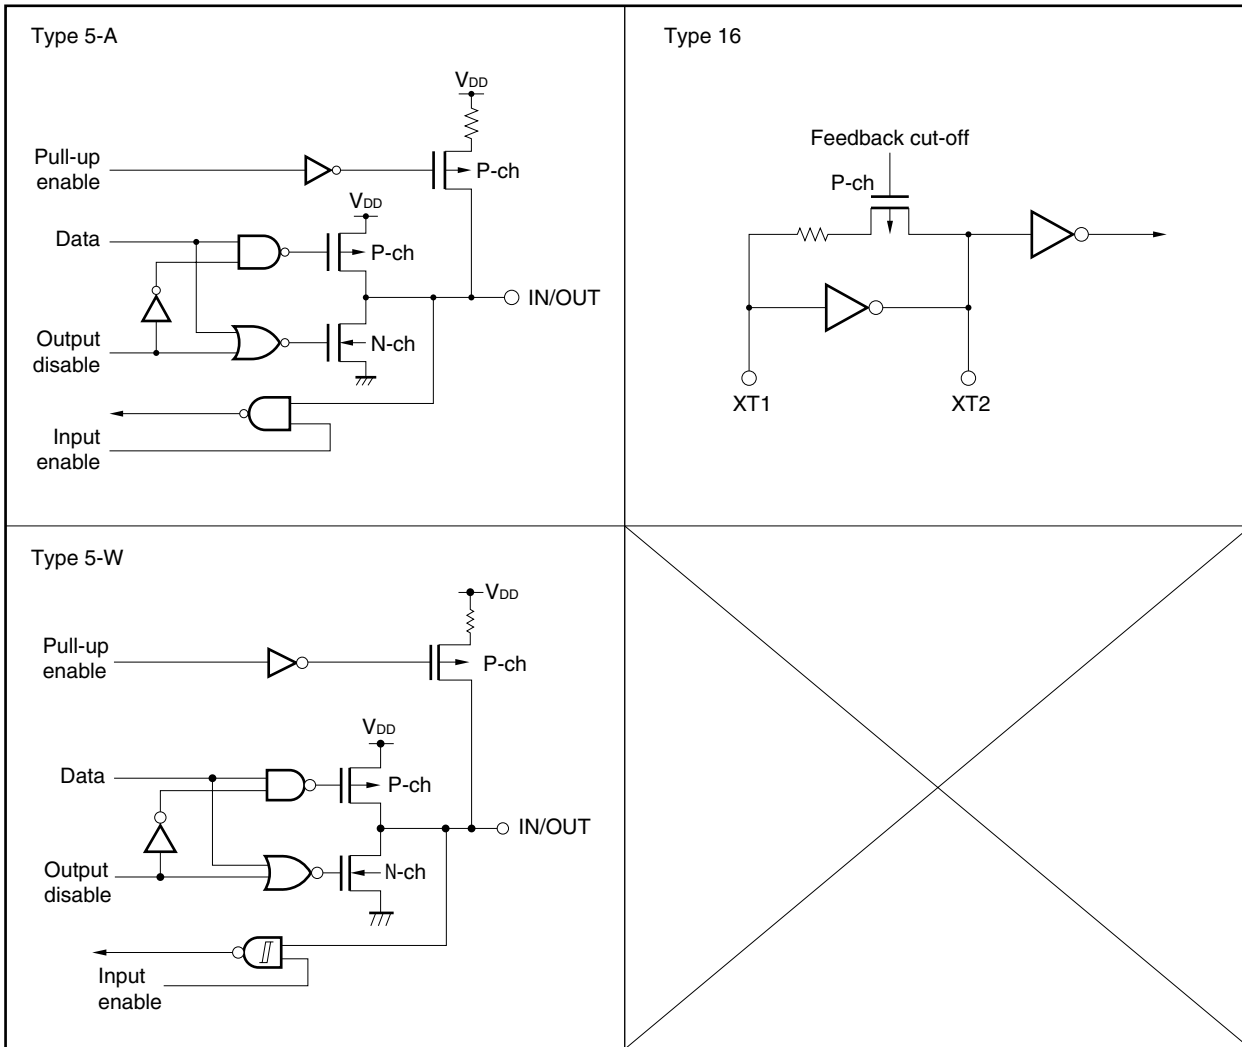 Type 5-A
VDD
Pull-up
enable
P-ch
VDD
Data
P-ch
IN/OUT
Output
disable
N-ch
Input
enable
Type 16
Feedback cut-off
P-ch
XT1
XT2
Type 5-W
VDD
Pull-up
enable
P-ch
VDD
Data
P-ch
IN/OUT
Output
disable
N-ch
Input
enable